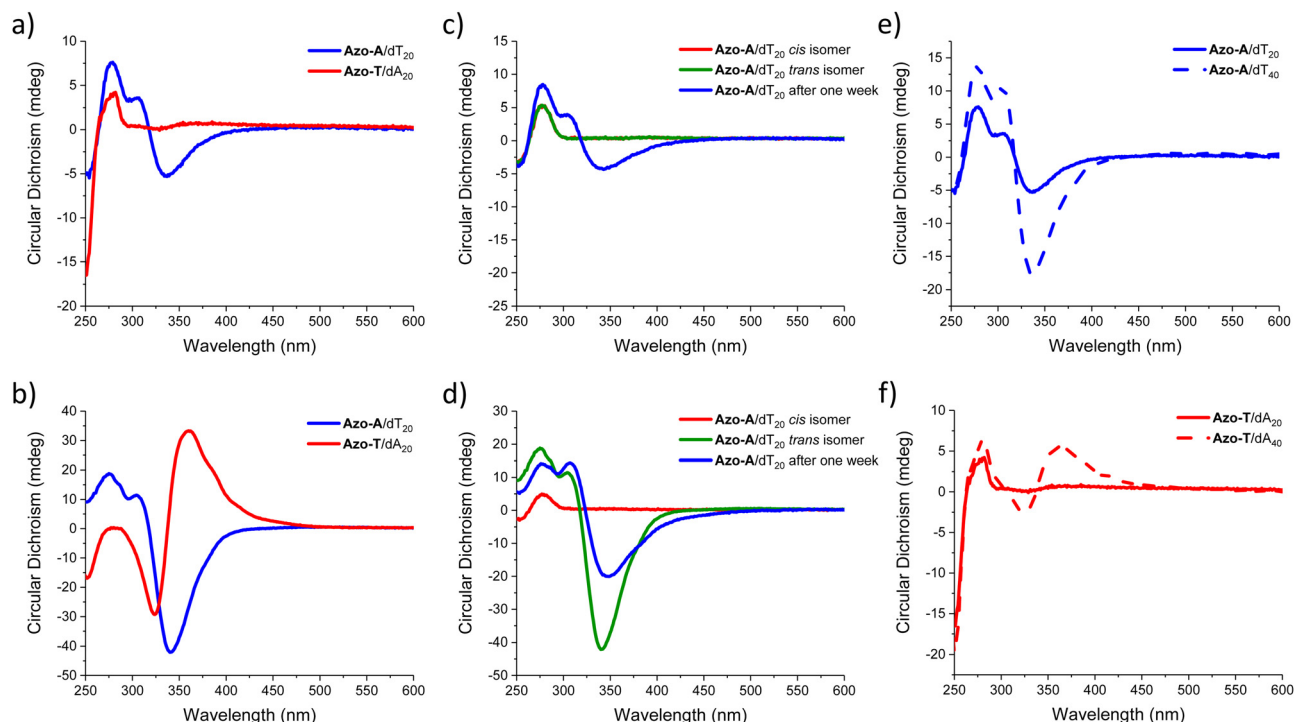 a)
Azo-A/dT20
Azo-T/dA20
Circular Dichroism (mdeg)
10
5
0
-5
-10
-15
-20
250 300 350 400 450 500 550 600
Wavelength (nm)
c)
Azo-A/dT20 cis isomer
Azo-A/dT20 trans isomer
Azo-A/dT20 after one week
Circular Dichroism (mdeg)
15
10
5
0
-5
-10
-15
-20
-25
250 300 350 400 450 500 550 600
Wavelength (nm)
e)
Azo-A/dT20
Azo-A/dT40
Circular Dichroism (mdeg)
15
10
5
0
-5
-10
-15
-20
250 300 350 400 450 500 550 600
Wavelength (nm)
b)
Azo-A/dT20
Azo-T/dA20
Circular Dichroism (mdeg)
40
30
20
10
0
-10
-20
-30
-40
-50
250 300 350 400 450 500 550 600
Wavelength (nm)
d)
Azo-A/dT20 cis isomer
Azo-A/dT20 trans isomer
Azo-A/dT20 after one week
Circular Dichroism (mdeg)
30
20
10
0
-10
-20
-30
-40
-50
250 300 350 400 450 500 550 600
Wavelength (nm)
f)
Azo-T/dA20
Azo-T/dA40
Circular Dichroism (mdeg)
10
5
0
-5
-10
-15
-20
250 300 350 400 450 500 550 600
Wavelength (nm)